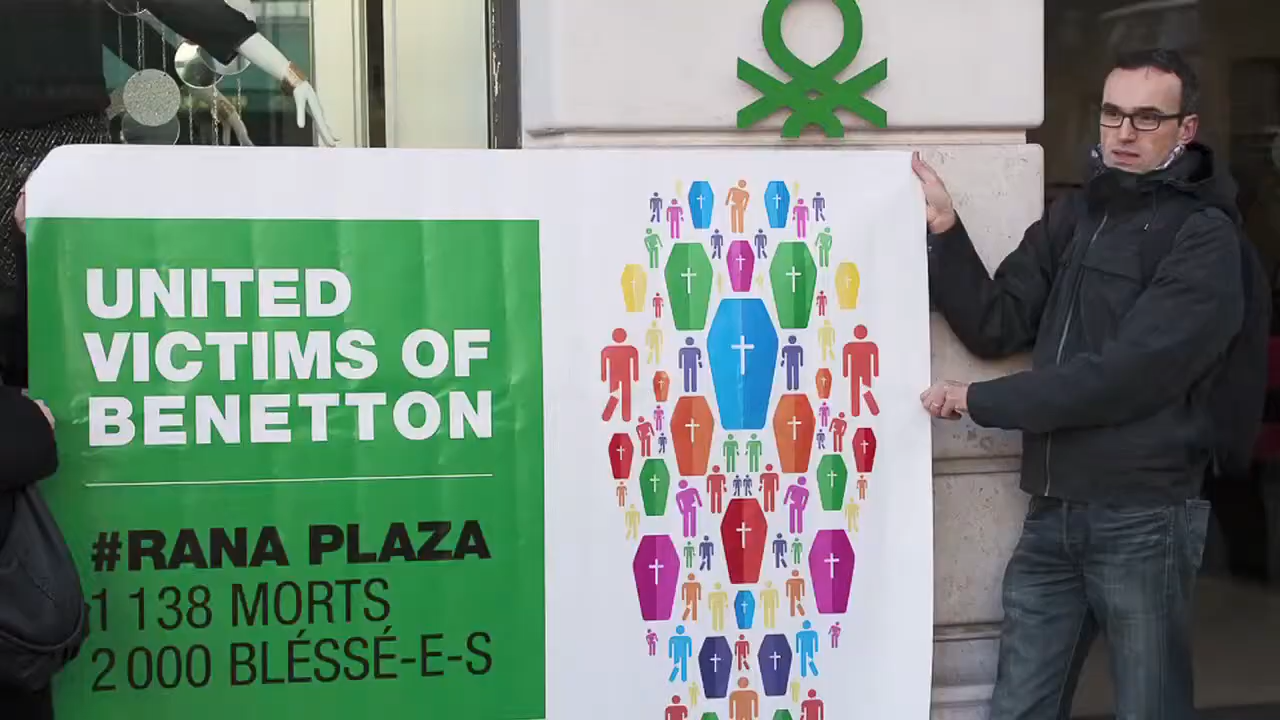 UNITED
VICTIMS OF
BENETTON
#RANA PLAZA
1 138 MORTS
2 000 BLÉSSÉ-E-S